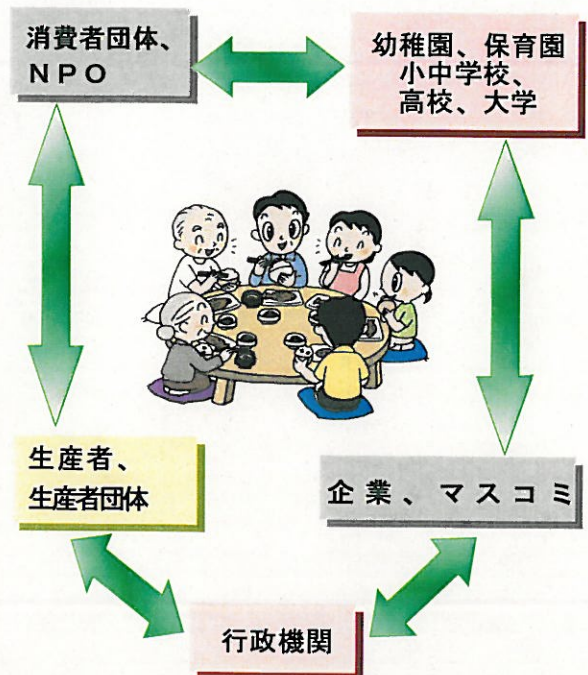 消費者団体、
NPO
幼稚園、保育園
小中学校、
高校、大学
生産者、
生産者団体
企業、マスコミ
行政機関